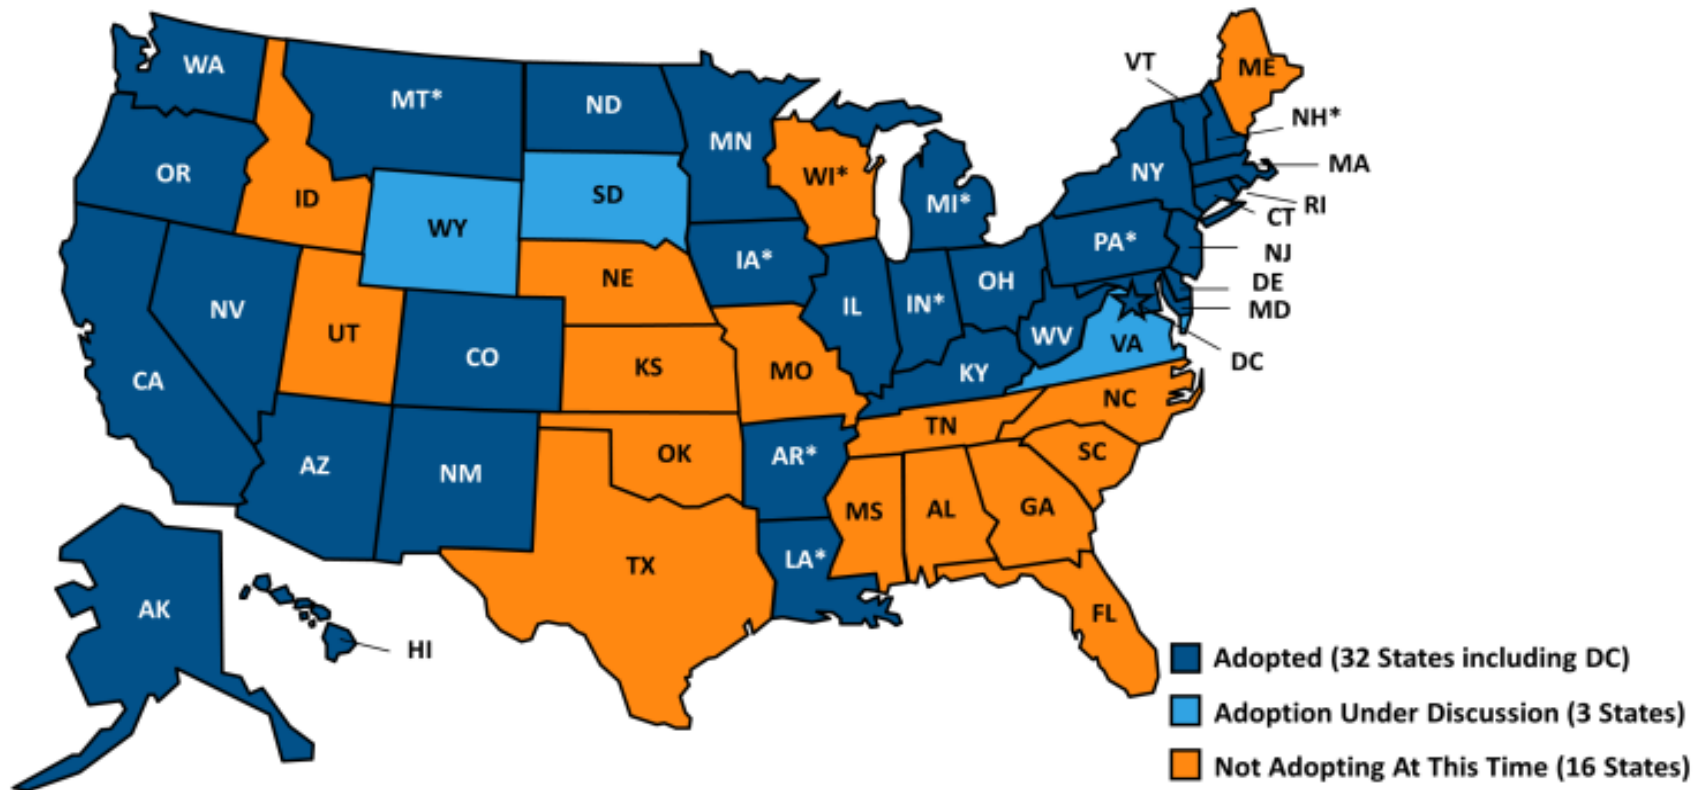 WA
MT*
ND
MN
VT
ME
NH*
OR
ID
WY
SD
WI*
MI*
NY
MA
RI
CT
NV
UT
NE
IA*
IL
IN*
OH
PA*
NJ
DE
MD
CA
CO
KS
MO
KY
WV
VA
DC
AZ
NM
OK
AR*
TN
NC
SC
MS
AL
GA
TX
LA*
FL
AK
HI
Adopted (32 States including DC)
Adoption Under Discussion (3 States)
Not Adopting At This Time (16 States)